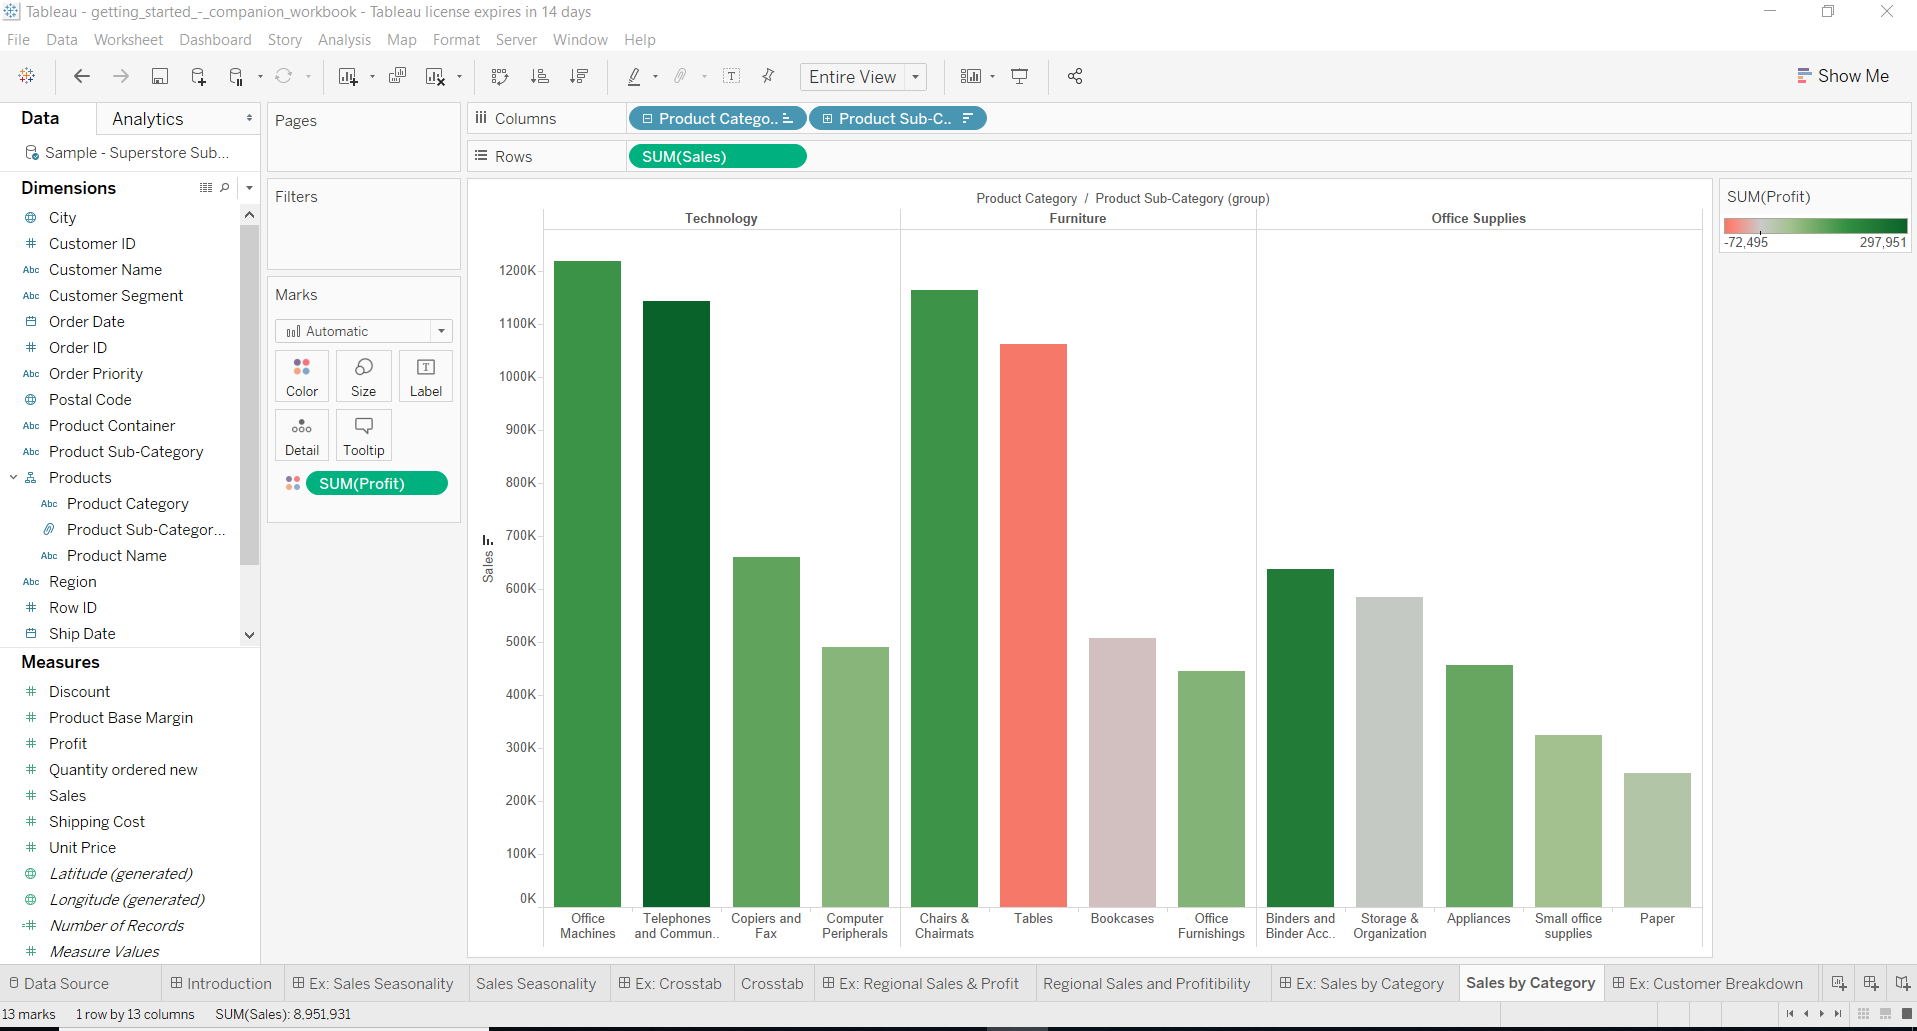 Tableau - getting_started_-_companion_workbook - Tableau license expires in 14 days
File Data Worksheet Dashboard Story Analysis Map Format Server Window Help
Entire View
Show Me
Data Analytics
Sample - Superstore Sub...
Dimensions
City
# Customer ID
Abc Customer Name
Abc Customer Segment
Order Date
# Order ID
Abc Order Priority
Postal Code
Abc Product Container
Abc Product Sub-Category
Products
Abc Product Category
Product Sub-Categor...
Abc Product Name
Abc Region
# Row ID
Ship Date
Measures
# Discount
# Product Base Margin
# Profit
# Quantity ordered new
# Sales
# Shipping Cost
# Unit Price
Latitude (generated)
Longitude (generated)
=# Number of Records
# Measure Values
Pages
Filters
Marks
Automatic
Color Size T Label
Detail Tooltip
SUM(Profit)
Columns Product Catego.. Product Sub-C..
Rows SUM(Sales)
Product Category / Product Sub-Category (group)
Technology Furniture Office Supplies
1200K
1100K
1000K
900K
800K
700K
600K
500K
400K
300K
200K
100K
0K
Sales
Office Machines
Telephones and Commun..
Copiers and Fax
Computer Peripherals
Chairs & Chairmats
Tables
Bookcases
Office Furnishings
Binders and Binder Acc..
Storage & Organization
Appliances
Small office supplies
Paper
SUM(Profit)
-72,495 297,951
Data Source Introduction Ex: Sales Seasonality Sales Seasonality Ex: Crosstab Crosstab Ex: Regional Sales & Profit Regional Sales and Profitibility Ex: Sales by Category Sales by Category Ex: Customer Breakdown
13 marks 1 row by 13 columns SUM(Sales): 8,951,931